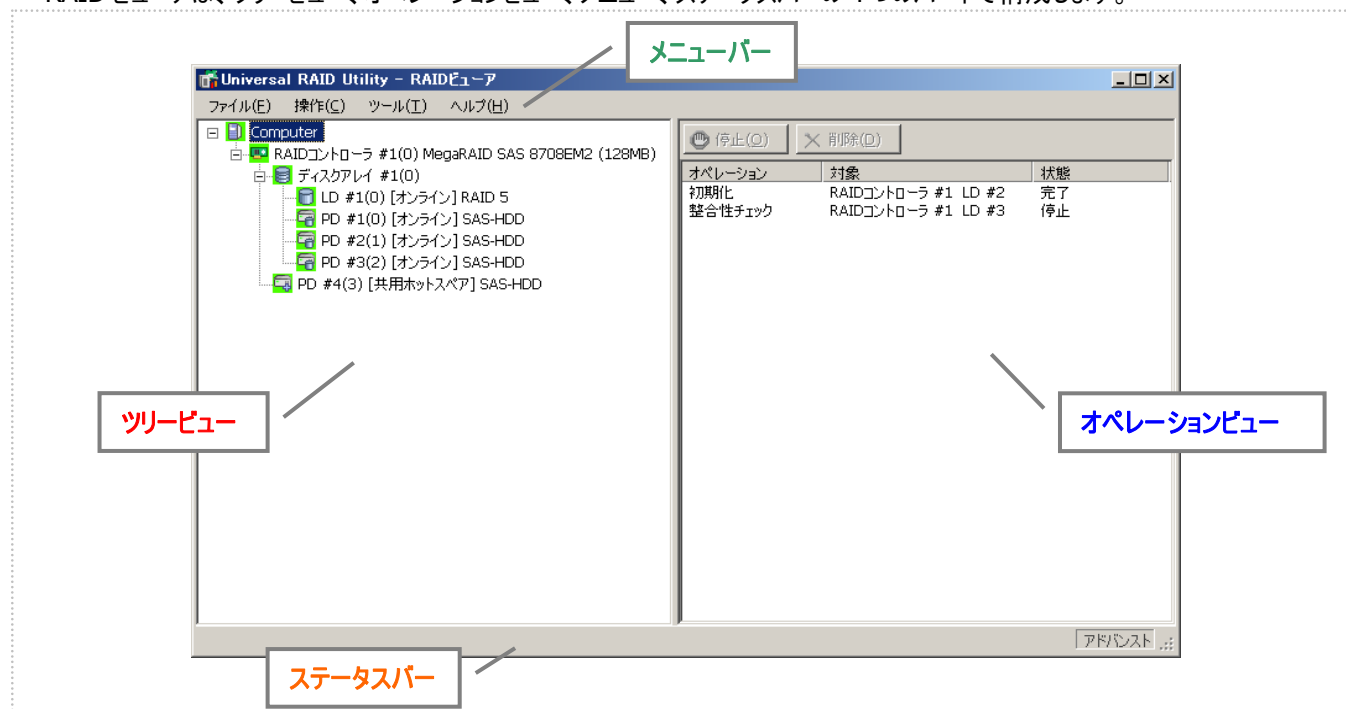 メニューバー
Universal RAID Utility - RAIDビューア
ファイル(F) 操作(C) ツール(T) ヘルプ(H)
Computer
RAIDコントローラ #1(0) MegaRAID SAS 8708EM2 (128MB)
ディスクアレイ #1(0)
LD #1(0) [オンライン] RAID 5
PD #1(0) [オンライン] SAS-HDD
PD #2(1) [オンライン] SAS-HDD
PD #3(2) [オンライン] SAS-HDD
PD #4(3) [共用ホットスペア] SAS-HDD
停止(O) 削除(D)
オペレーション 対象 状態
初期化 RAIDコントローラ #1 LD #2 完了
整合性チェック RAIDコントローラ #1 LD #3 停止
ツリービュー
オペレーションビュー
アドバンスト
ステータスバー